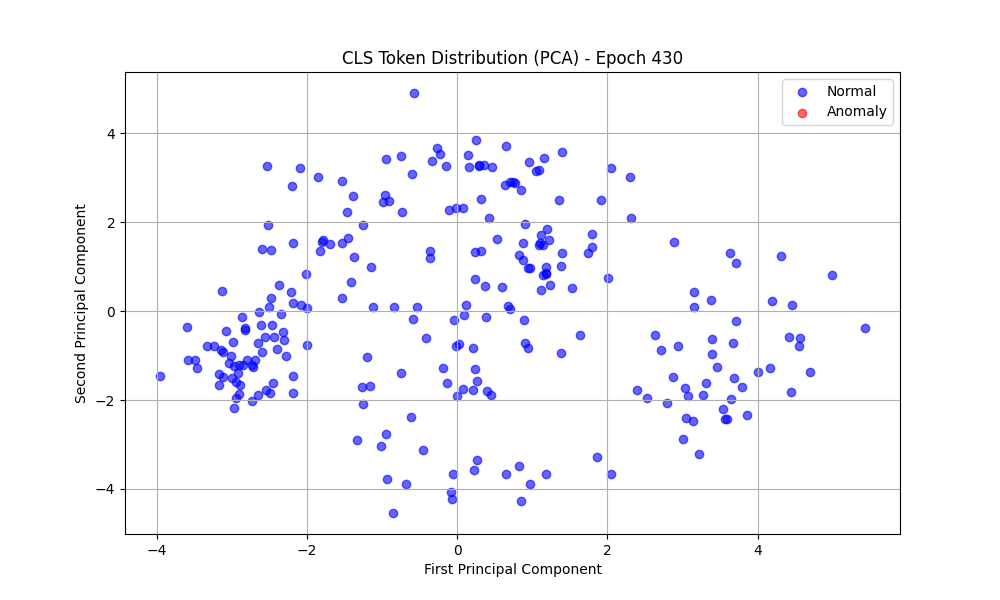 CLS Token Distribution (PCA) - Epoch 430
Normal
Anomaly
Second Principal Component
4
2
0
−2
−4
−4
−2
0
2
4
First Principal Component